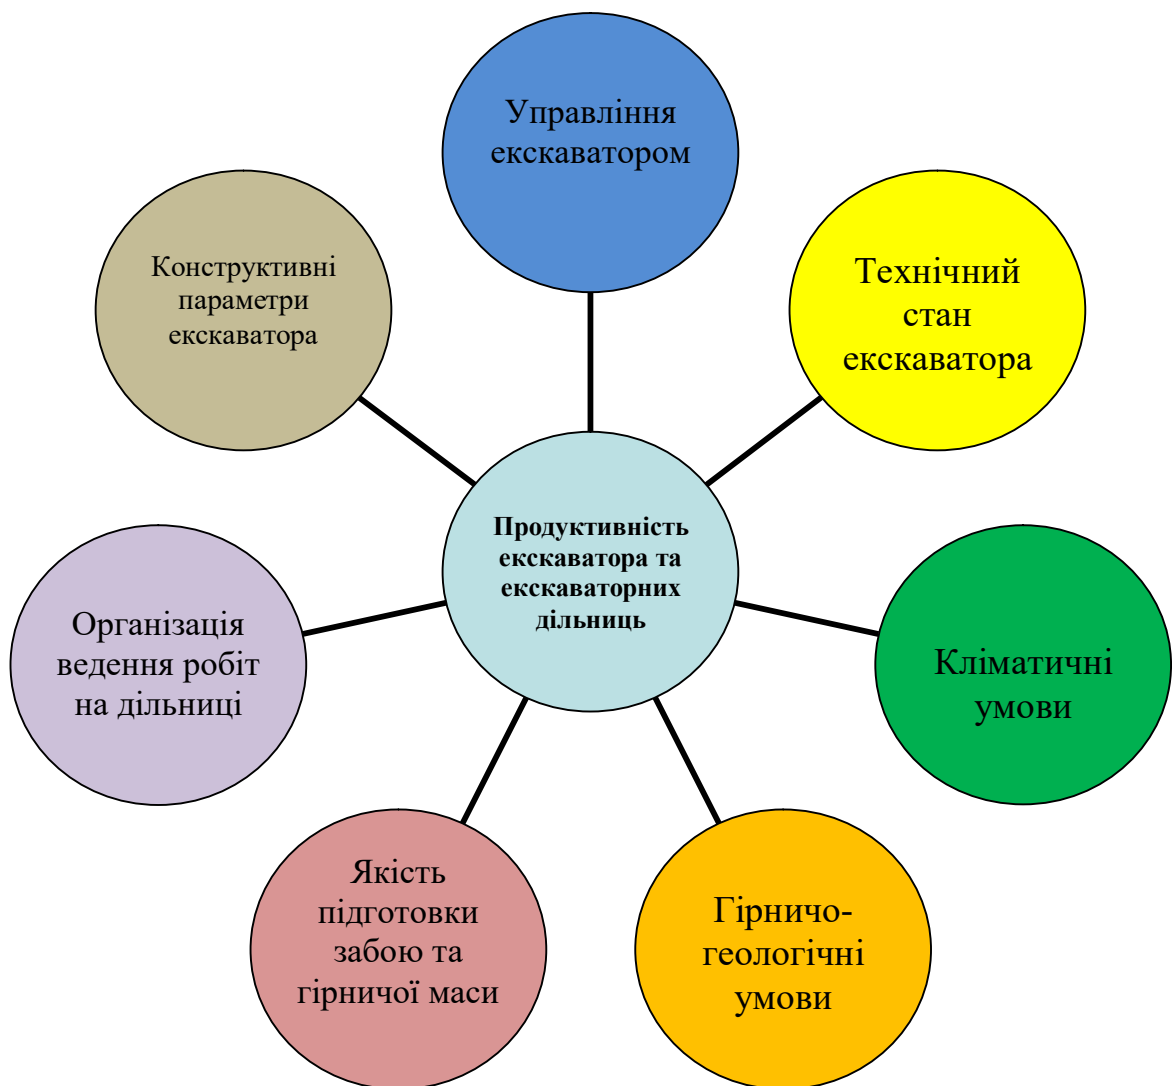 Управління
екскаватором
Конструктивні
параметри
екскаватора
Технічний
стан
екскаватора
Продуктивність
екскаватора та
екскаваторних
дільниць
Організація
ведення робіт
на дільниці
Кліматичні
умови
Якість
підготовки
забою та
гірничої маси
Гірничо-
геологічні
умови